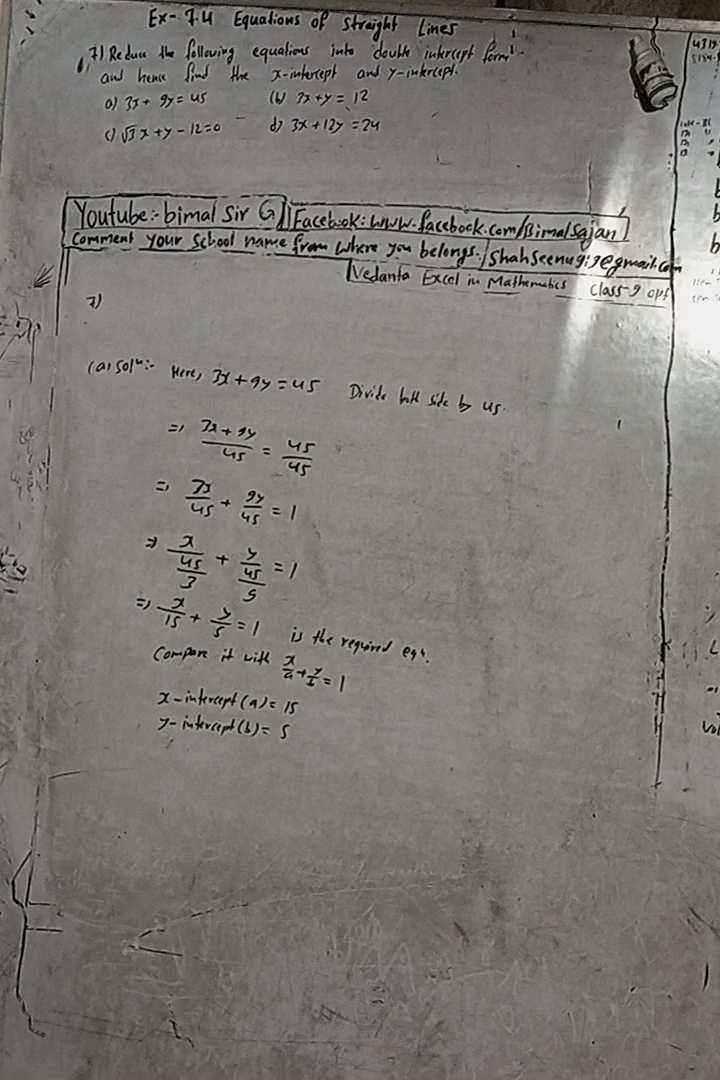 Ex- 7.4 Equations of Straight Lines
7) Reduce the following equations into double intercept form
and hence find the x-intercept and y-intercept.
a) 3x + 9y = 45 (b) 3x + y = 12
c) √3 x + y - 12 = 0 d) 3x + 12y = 24
Youtube:- bimal Sir G || Facebook: www.facebook.com/Bimalsajan
Comment your School name from where you belongs.
Vedanta Excel in Mathematics Class-9 opt
7)
(a) Solⁿ:- Here, 3x + 9y = 45 Divide both side by 45.
=> 3x + 9y / 45 = 45 / 45
=> 3x / 45 + 9y / 45 = 1
=> x / 45/3 + y / 45/9 = 1
=> x / 15 + y / 5 = 1 is the required eqⁿ.
Compare it with x/a + y/b = 1
x-intercept (a) = 15
y-intercept (b) = 5